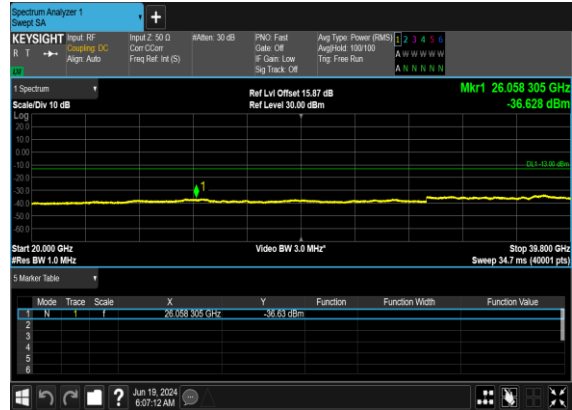 Spectrum Analyzer 1
Swept SA
+
KEYSIGHT Input: RF Input Z: 50 Ω #Atten: 30 dB PNO: Fast Avg Type: Power (RMS) 1 2 3 4 5 6
R T Coupling: DC Corr CCorr Gate: Off Avg|Hold: 100/100 A W W W W W
Align: Auto Freq Ref: Int (S) IF Gain: Low Trig: Free Run
Sig Track: Off A N N N N N
1 Spectrum Ref Lvl Offset 15.87 dB Mkr1 26.058 305 GHz
Scale/Div 10 dB Ref Level 30.00 dBm -36.628 dBm
Log
20.0
10.0
0.00
-10.0 DL1 -13.00 dBm
-20.0
-30.0 1
-40.0
-50.0
-60.0
Start 20.000 GHz Video BW 3.0 MHz* Stop 39.800 GHz
#Res BW 1.0 MHz Sweep 34.7 ms (40001 pts)
5 Marker Table
Mode Trace Scale X Y Function Function Width Function Value
1 N 1 f 26.058 305 GHz -36.63 dBm
2
3
4
5
6
? Jun 19, 2024
6:07:12 AM